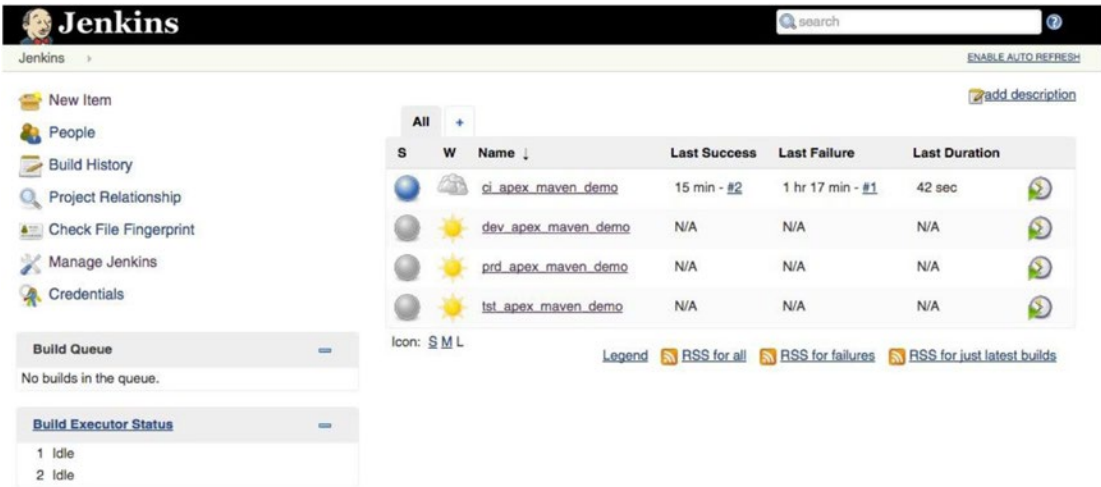 Jenkins
search
Jenkins
ENABLE AUTO REFRESH
New Item
People
Build History
Project Relationship
Check File Fingerprint
Manage Jenkins
Credentials
Build Queue
No builds in the queue.
Build Executor Status
1 Idle
2 Idle
add description
All +
S W Name ↓ Last Success Last Failure Last Duration
ci_apex_maven_demo 15 min - #2 1 hr 17 min - #1 42 sec
dev_apex_maven_demo N/A N/A N/A
prd_apex_maven_demo N/A N/A N/A
tst_apex_maven_demo N/A N/A N/A
Icon: S M L
Legend RSS for all RSS for failures RSS for just latest builds